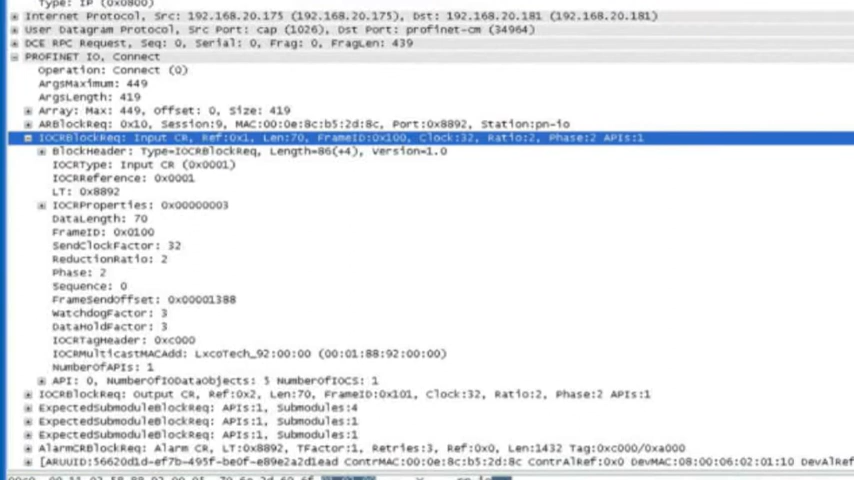 Type: IP (0x0800)
Internet Protocol, Src: 192.168.20.175 (192.168.20.175), Dst: 192.168.20.181 (192.168.20.181)
User Datagram Protocol, Src Port: cap (1026), Dst Port: profinet-cm (34964)
DCE RPC Request, Seq: 0, Serial: 0, Frag: 0, FragLen: 439
PROFINET IO, Connect
Operation: Connect (0)
ArgsMaximum: 449
ArgsLength: 419
Array: Max: 449, Offset: 0, Size: 419
ARBlockReq: 0x10, Session:9, MAC:00:0e:8c:b5:2d:8c, Port:0x8892, Station:pn-io
IOCRBlockReq: Input CR, Ref:0x1, Len:70, FrameID:0x100, Clock:32, Ratio:2, Phase:2 APIs:1
BlockHeader: Type=IOCRBlockReq, Length=86(+4), Version=1.0
IOCRType: Input CR (0x0001)
IOCRReference: 0x0001
LT: 0x8892
IOCRProperties: 0x00000003
DataLength: 70
FrameID: 0x0100
SendClockFactor: 32
ReductionRatio: 2
Phase: 2
Sequence: 0
FrameSendOffset: 0x00001388
WatchdogFactor: 3
DataHoldFactor: 3
IOCRTagHeader: 0xc000
IOCRMulticastMACAdd: LxcoTech_92:00:00 (00:01:88:92:00:00)
NumberOfAPIs: 1
API: 0, NumberOfIODataObjects: 5 NumberOfIOCS: 1
IOCRBlockReq: Output CR, Ref:0x2, Len:70, FrameID:0x101, Clock:32, Ratio:2, Phase:2 APIs:1
ExpectedSubmoduleBlockReq: APIs:1, Submodules:4
ExpectedSubmoduleBlockReq: APIs:1, Submodules:1
ExpectedSubmoduleBlockReq: APIs:1, Submodules:1
AlarmCRBlockReq: Alarm CR, LT:0x8892, TFactor:1, Retries:3, Ref:0x0, Len:1432 Tag:0xc000/0xa000
[ARUUID:56620d1d-ef7b-495f-be0f-e89e2a2d1ead ContrMAC:00:0e:8c:b5:2d:8c ContrAlRef:0x0 DevMAC:08:00:06:02:01:10 DevAlRef